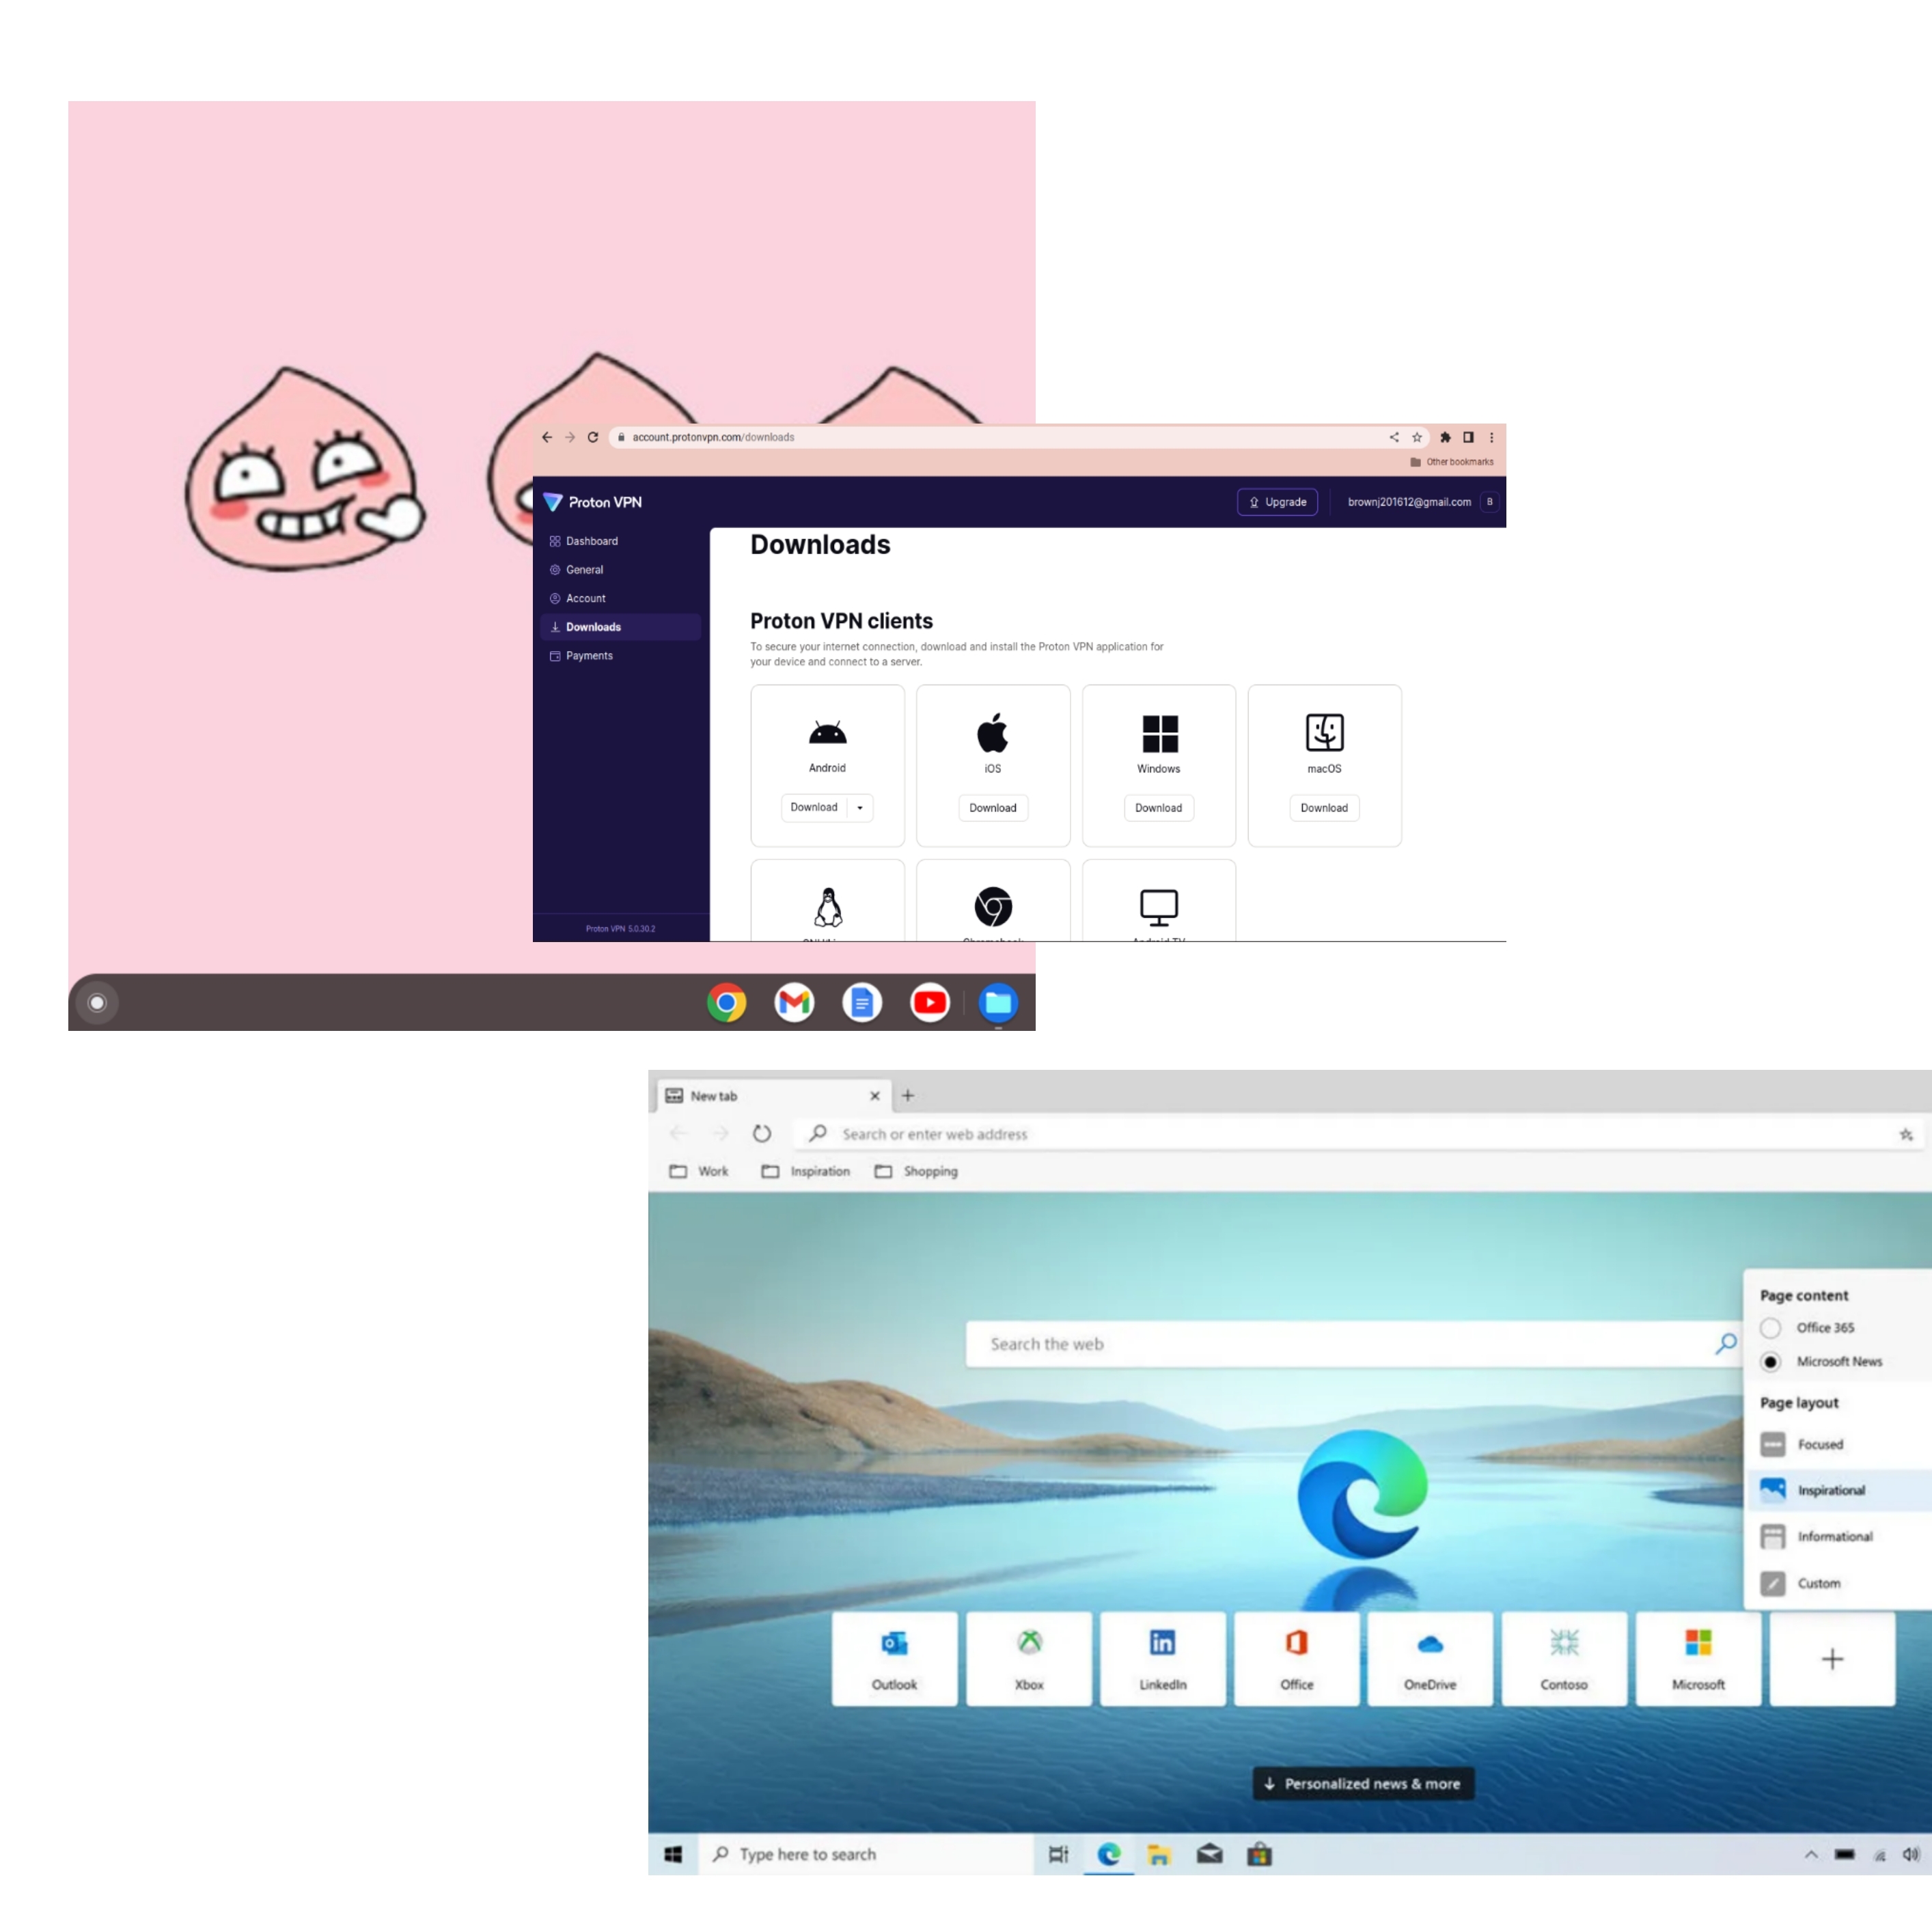 account.protonvpn.com/downloads
Other bookmarks
Proton VPN
Upgrade
brownj201612@gmail.com
B
Dashboard
General
Account
Downloads
Payments
Proton VPN 5.0.30.2
Downloads
Proton VPN clients
To secure your internet connection, download and install the Proton VPN application for
your device and connect to a server.
Android
iOS
Windows
macOS
Download
Download
Download
Download
New tab
Search or enter web address
Work
Inspiration
Shopping
Search the web
Page content
Office 365
Microsoft News
Page layout
Focused
Inspirational
Informational
Custom
Outlook
Xbox
LinkedIn
Office
OneDrive
Contoso
Microsoft
Personalized news & more
Type here to search